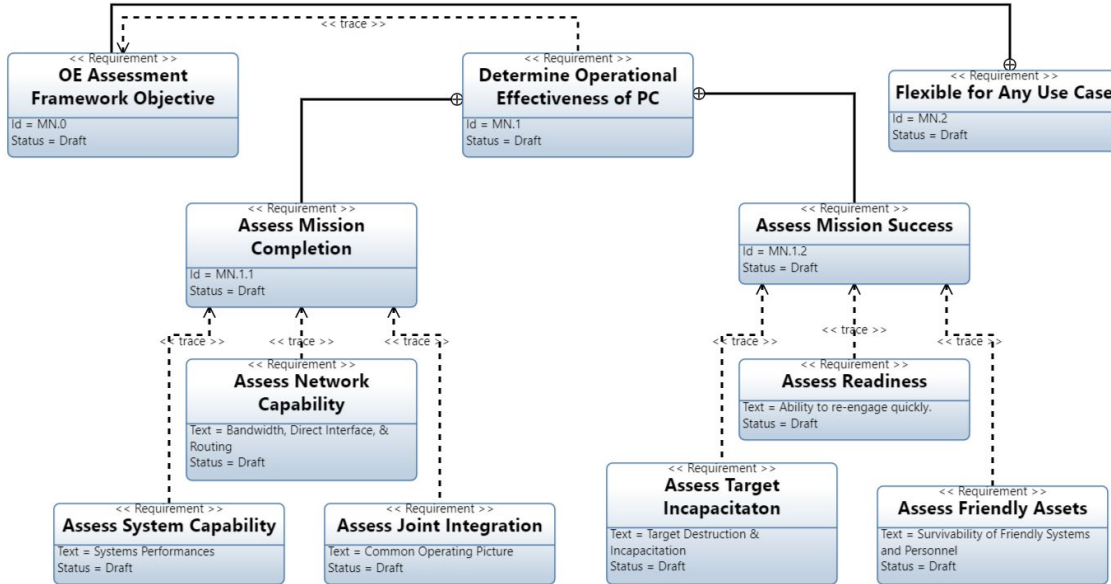 << trace >>
<< Requirement >>
OE Assessment
Framework Objective
Id = MN.0
Status = Draft
<< Requirement >>
Determine Operational
Effectiveness of PC
Id = MN.1
Status = Draft
<< Requirement >>
Flexible for Any Use Case
Id = MN.2
Status = Draft
<< Requirement >>
Assess Mission
Completion
Id = MN.1.1
Status = Draft
<< Requirement >>
Assess Mission Success
Id = MN.1.2
Status = Draft
<< trace >>
<< trace >>
<< trace >>
<< trace >>
<< trace >>
<< trace >>
<< Requirement >>
Assess Network
Capability
Text = Bandwidth, Direct Interface, &
Routing
Status = Draft
<< Requirement >>
Assess Readiness
Text = Ability to re-engage quickly.
Status = Draft
<< Requirement >>
Assess System Capability
Text = Systems Performances
Status = Draft
<< Requirement >>
Assess Joint Integration
Text = Common Operating Picture
Status = Draft
<< Requirement >>
Assess Target
Incapacitaton
Text = Target Destruction &
Incapacitation
Status = Draft
<< Requirement >>
Assess Friendly Assets
Text = Survivability of Friendly Systems
and Personnel
Status = Draft